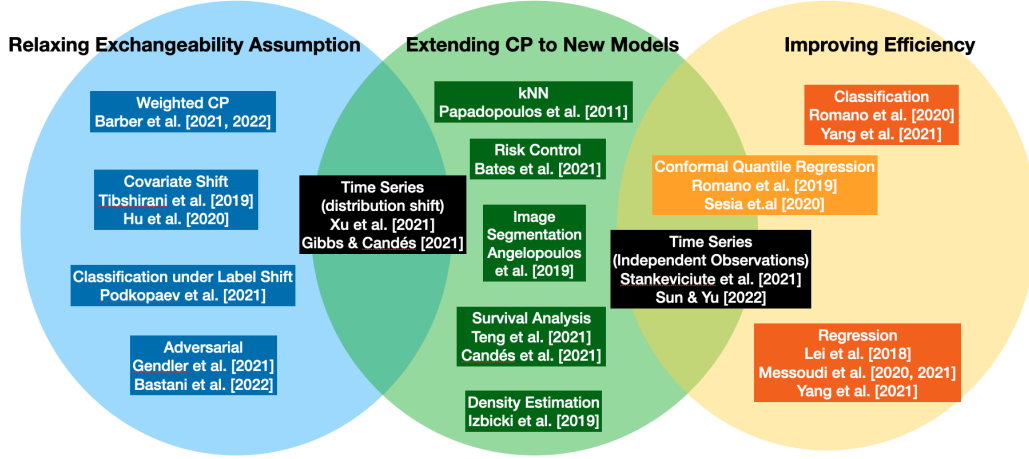 Relaxing Exchangeability Assumption
Extending CP to New Models
Improving Efficiency
Weighted CP
Barber et al. [2021, 2022]
Covariate Shift
Tibshirani et al. [2019]
Hu et al. [2020]
Classification under Label Shift
Podkopaev et al. [2021]
Adversarial
Gendler et al. [2021]
Bastani et al. [2022]
Time Series
(distribution shift)
Xu et al. [2021]
Gibbs & Candés [2021]
kNN
Papadopoulos et al. [2011]
Risk Control
Bates et al. [2021]
Image
Segmentation
Angelopoulos
et al. [2019]
Survival Analysis
Teng et al. [2021]
Candés et al. [2021]
Density Estimation
Izbicki et al. [2019]
Conformal Quantile Regression
Romano et al. [2019]
Sesia et.al [2020]
Time Series
(Independent Observations)
Stankeviciute et al. [2021]
Sun & Yu [2022]
Classification
Romano et al. [2020]
Yang et al. [2021]
Regression
Lei et al. [2018]
Messoudi et al. [2020, 2021]
Yang et al. [2021]